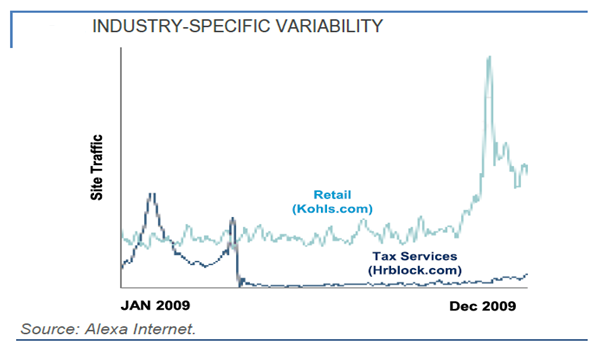 INDUSTRY-SPECIFIC VARIABILITY
Site Traffic
Retail
(Kohls.com)
Tax Services
(Hrblock.com)
JAN 2009
Dec 2009
Source: Alexa Internet.